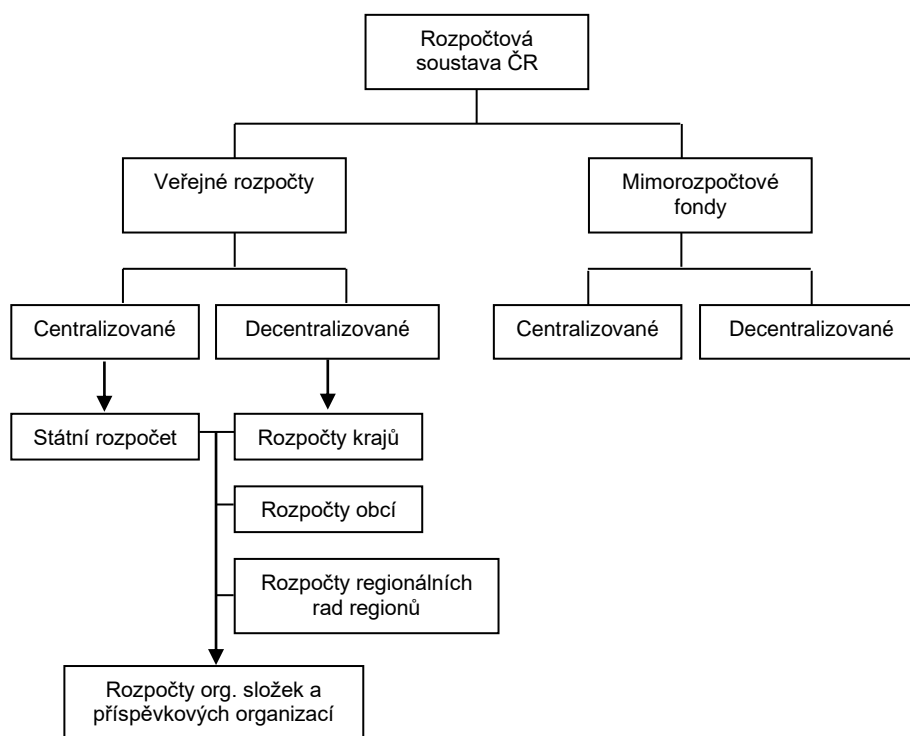 Rozpočtová
soustava ČR
Veřejné rozpočty
Mimorozpočtové
fondy
Centralizované
Decentralizované
Centralizované
Decentralizované
Státní rozpočet
Rozpočty krajů
Rozpočty obcí
Rozpočty regionálních
rad regionů
Rozpočty org. složek a
příspěvkových organizací